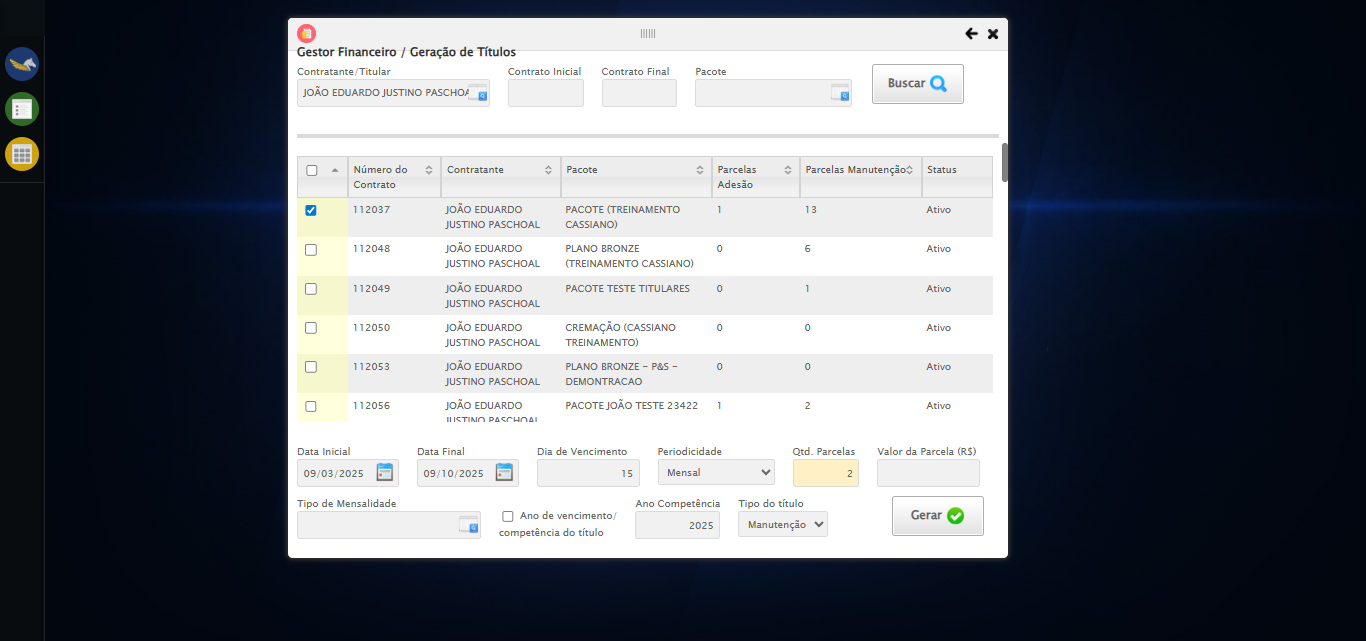 Gestor Financeiro / Geração de Títulos
Contratante/Titular Contrato Inicial Contrato Final Pacote
JOÃO EDUARDO JUSTINO PASCHOA Buscar
Número do Contrato Contratante Pacote Parcelas Adesão Parcelas Manutenção Status
112037 JOÃO EDUARDO JUSTINO PASCHOAL PACOTE (TREINAMENTO CASSIANO) 1 13 Ativo
112048 JOÃO EDUARDO JUSTINO PASCHOAL PLANO BRONZE (TREINAMENTO CASSIANO) 0 6 Ativo
112049 JOÃO EDUARDO JUSTINO PASCHOAL PACOTE TESTE TITULARES 0 1 Ativo
112050 JOÃO EDUARDO JUSTINO PASCHOAL CREMAÇÃO (CASSIANO TREINAMENTO) 0 0 Ativo
112053 JOÃO EDUARDO JUSTINO PASCHOAL PLANO BRONZE - P&S - DEMONTRACAO 0 0 Ativo
112056 JOÃO EDUARDO JUSTINO PASCHOAL PACOTE JOÃO TESTE 23422 1 2 Ativo
Data Inicial Data Final Dia de Vencimento Periodicidade Qtd. Parcelas Valor da Parcela (R$)
09/03/2025 09/10/2025 15 Mensal 2
Tipo de Mensalidade Ano de vencimento/ competência do título Ano Competência Tipo do título
2025 Manutenção Gerar